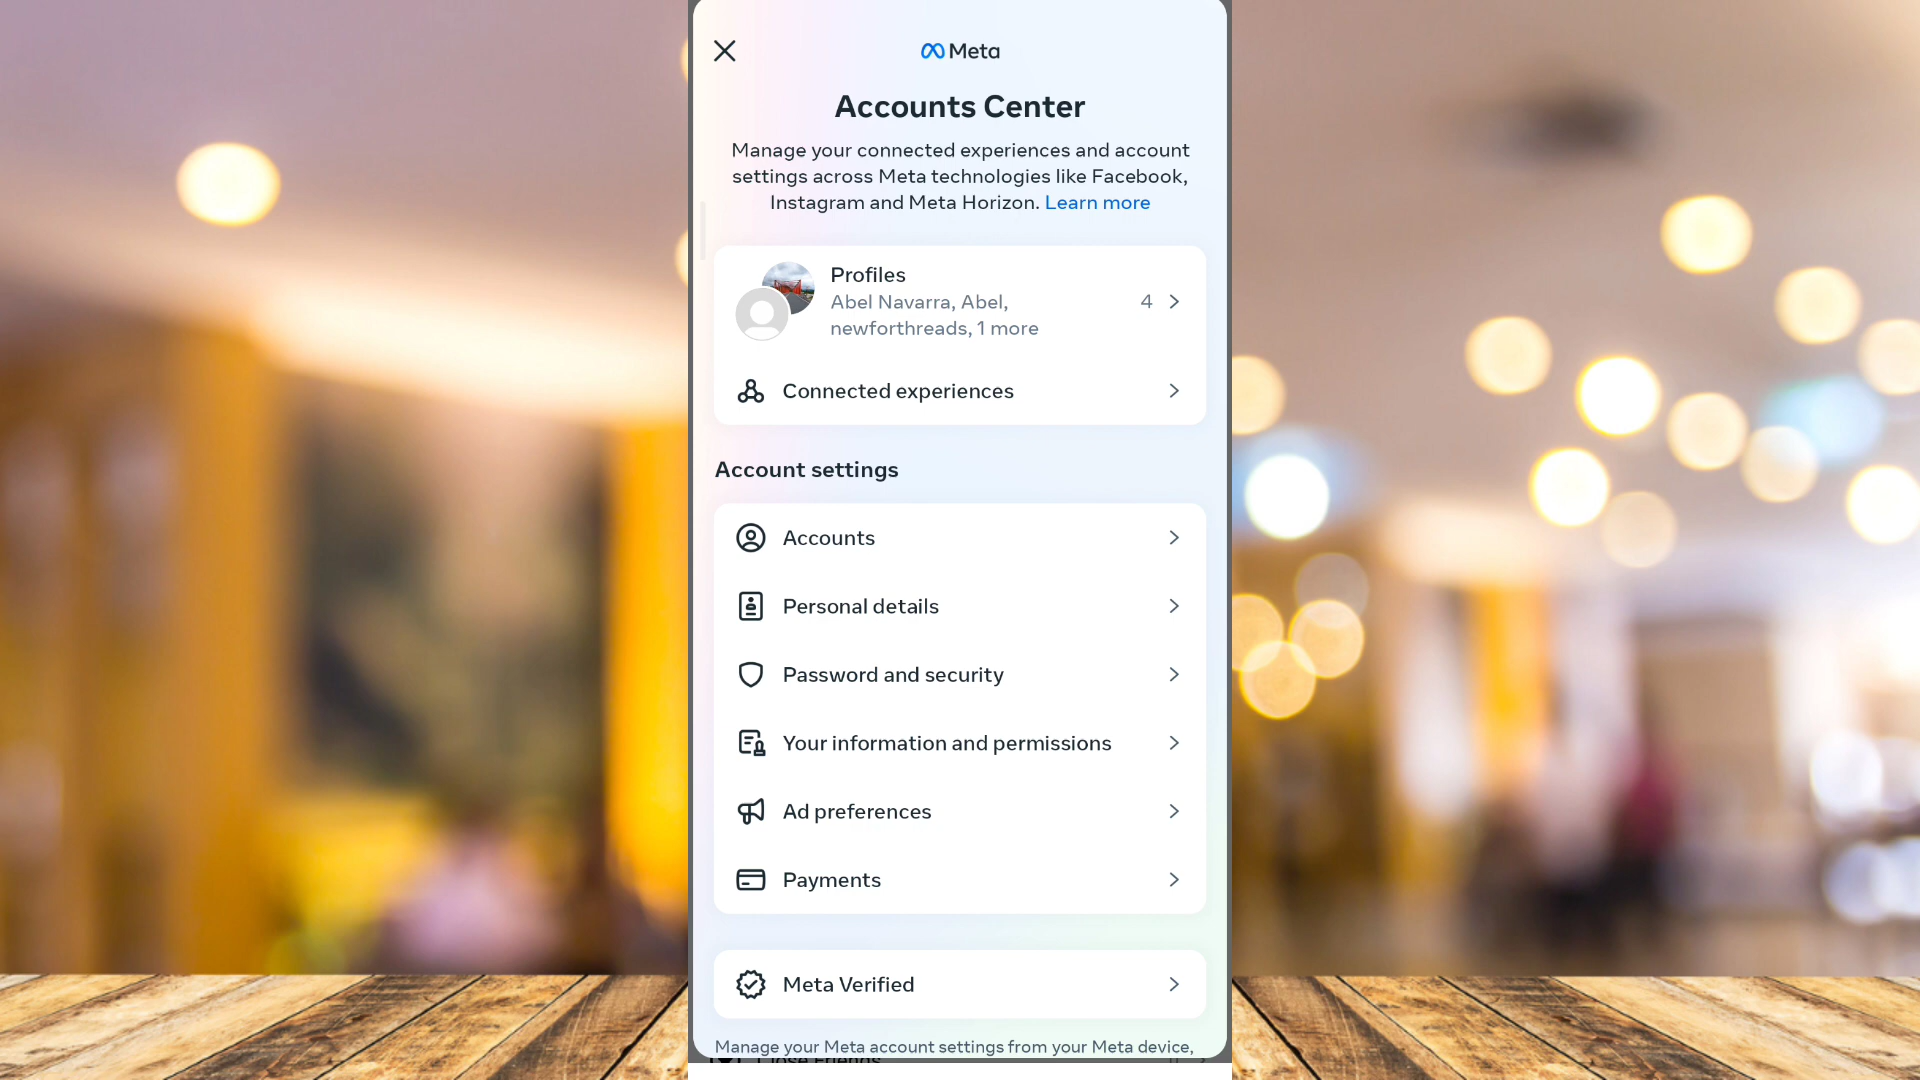 Meta
Accounts Center
Manage your connected experiences and account
settings across Meta technologies like Facebook,
Instagram and Meta Horizon. Learn more
Profiles
Abel Navarra, Abel,
newforthreads, 1 more
4
Connected experiences
Account settings
Accounts
Personal details
Password and security
Your information and permissions
Ad preferences
Payments
Meta Verified
Manage your Meta account settings from your Meta device,
Close Friends